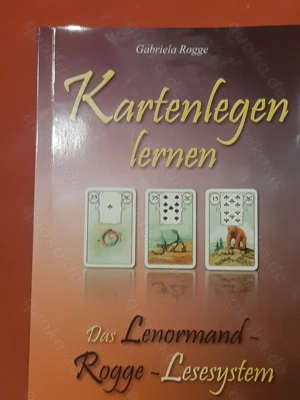 Gabriela Rogge
Kartenlegen
lernen
Das Lenormand -
Rogge - Lesesystem